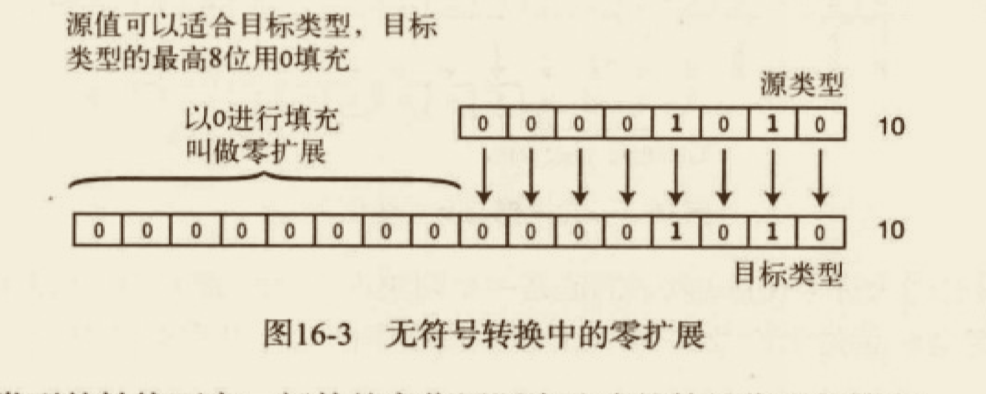 源值可以适合目标类型，目标
类型的最高8位用0填充
源类型
以0进行填充
叫做零扩展
0 0 0 0 1 0 1 0 10
0 0 0 0 0 0 0 0 0 0 0 0 1 0 1 0 10
目标类型
图16-3 无符号转换中的零扩展